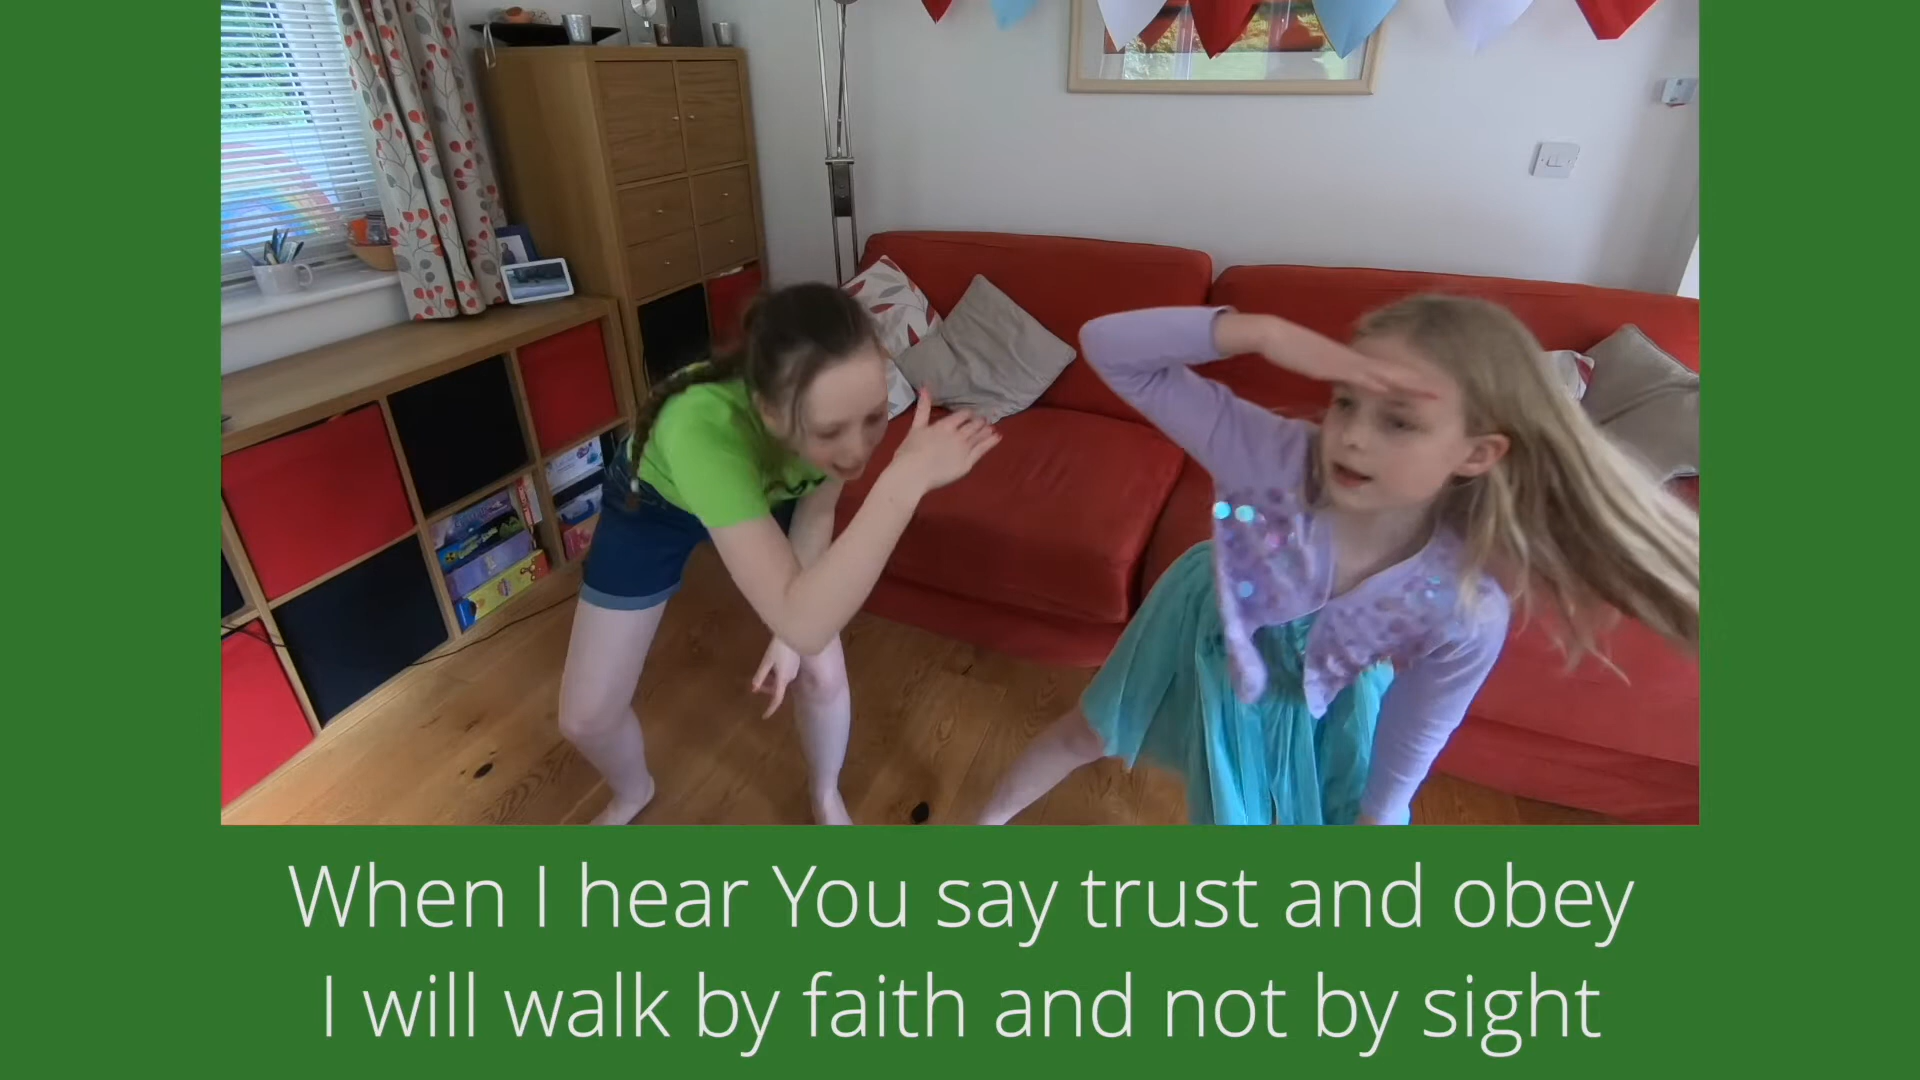 When I hear You say trust and obey
I will walk by faith and not by sight